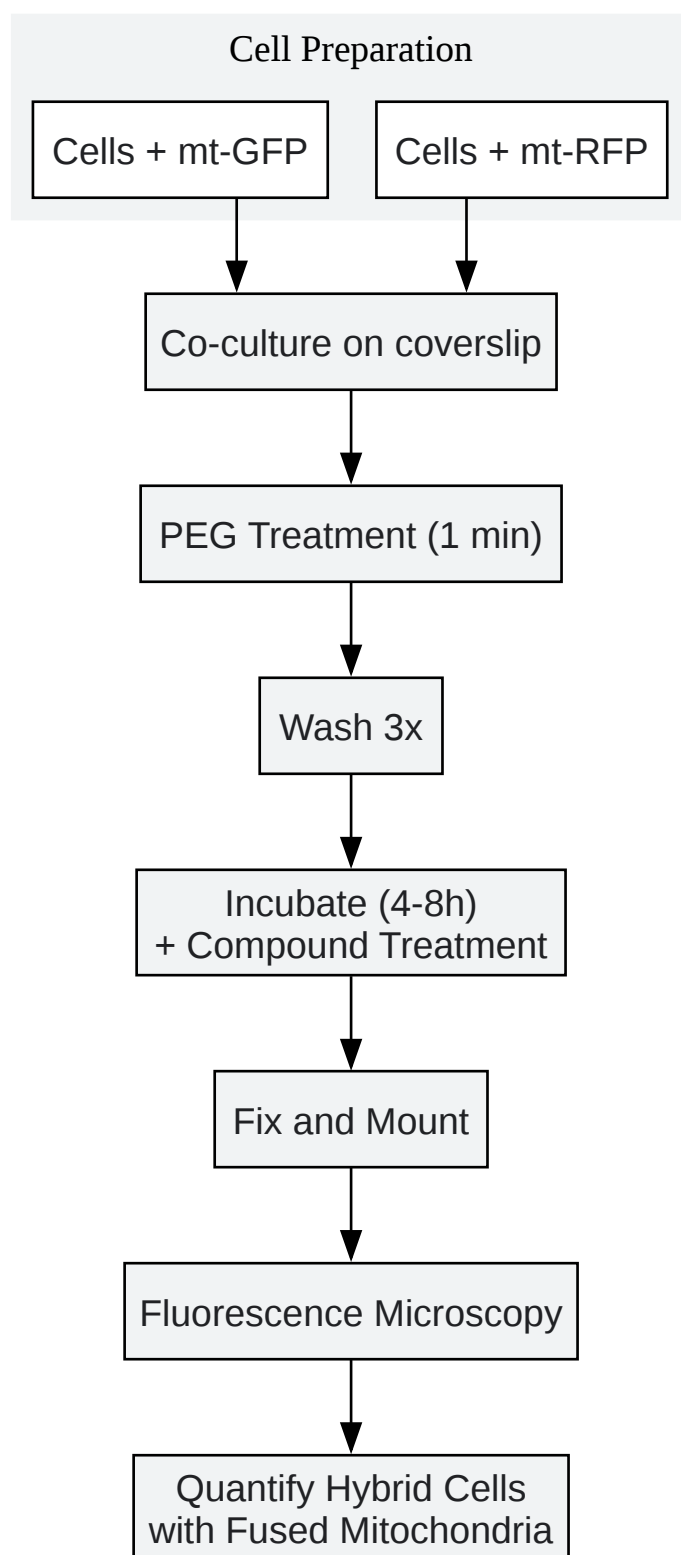 Cell Preparation
Cells + mt-GFP
Cells + mt-RFP
Co-culture on coverslip
PEG Treatment (1 min)
Wash 3x
Incubate (4-8h)
+ Compound Treatment
Fix and Mount
Fluorescence Microscopy
Quantify Hybrid Cells
with Fused Mitochondria